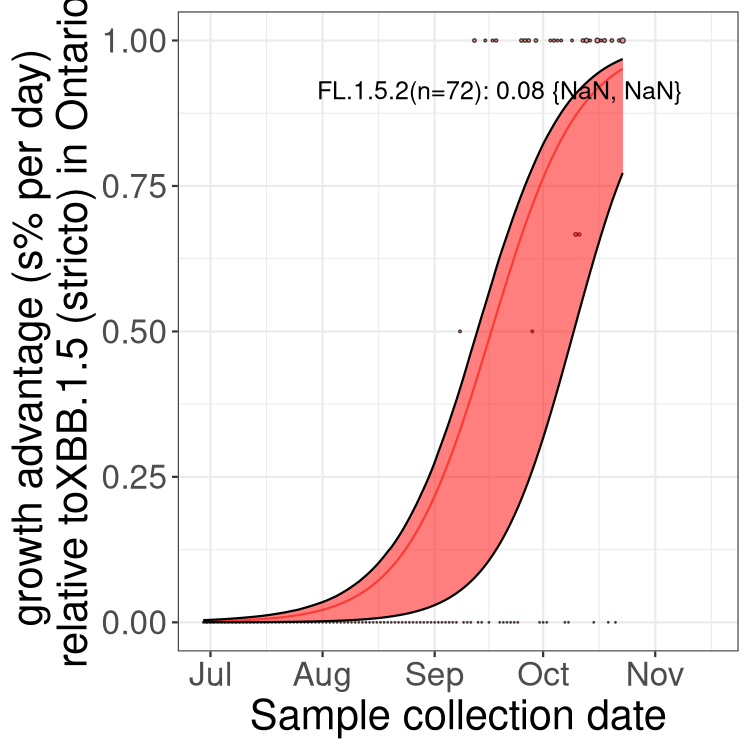 growth advantage (s% per day)
relative toXBB.1.5 (stricto) in Ontario
1.00
0.75
0.50
0.25
0.00
FL.1.5.2(n=72): 0.08 {NaN, NaN}
Jul Aug Sep Oct Nov
Sample collection date